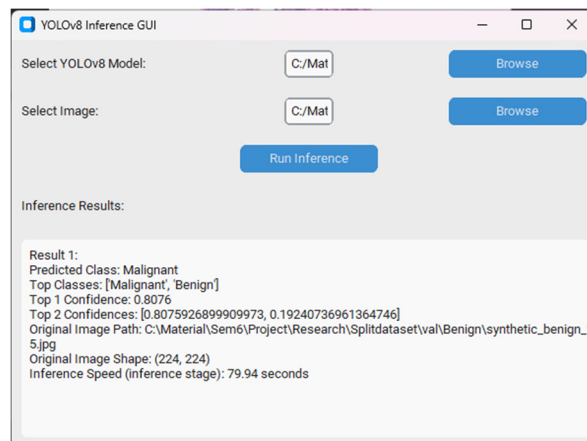 YOLOv8 Inference GUI
Select YOLOv8 Model: C:/Mat Browse
Select Image: C:/Mat Browse
Run Inference
Inference Results:
Result 1:
Predicted Class: Malignant
Top Classes: ['Malignant', 'Benign']
Top 1 Confidence: 0.8076
Top 2 Confidences: [0.8075926899909973, 0.19240736961364746]
Original Image Path: C:\Material\Sem6\Project\Research\Splitdataset\val\Benign\synthetic_benign_
5.jpg
Original Image Shape: (224, 224)
Inference Speed (inference stage): 79.94 seconds